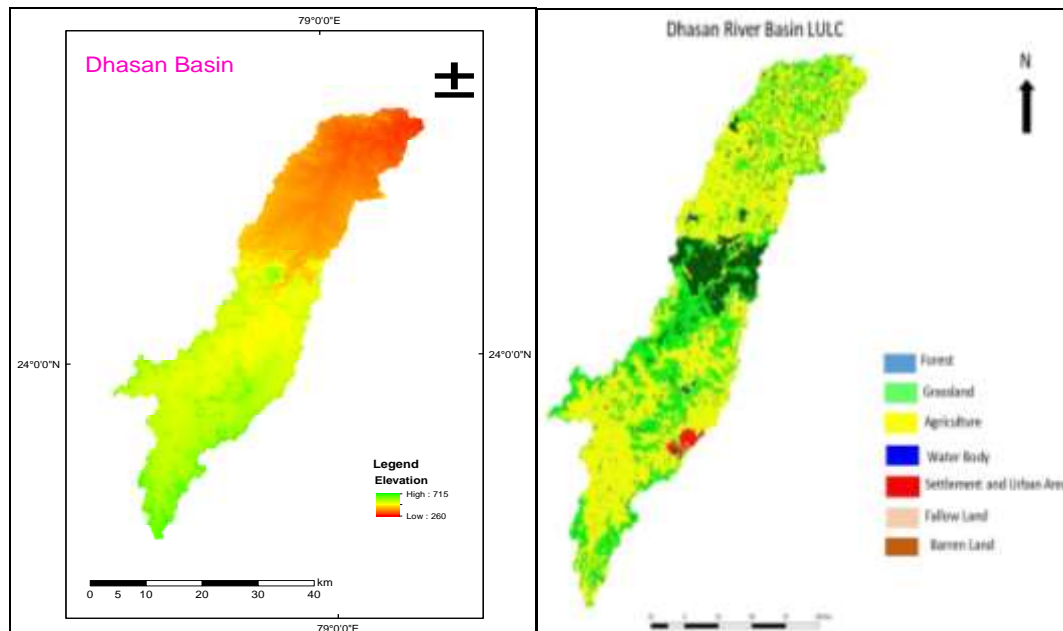 79°0'0"E
Dhasan Basin
24°0'0"N
24°0'0"N
Legend
Elevation
High : 715
Low : 260
km
0 5 10 20 30 40
79°0'0"E
Dhasan River Basin LULC
N
Forest
Grassland
Agriculture
Water Body
Settlement and Urban Area
Fallow Land
Barren Land